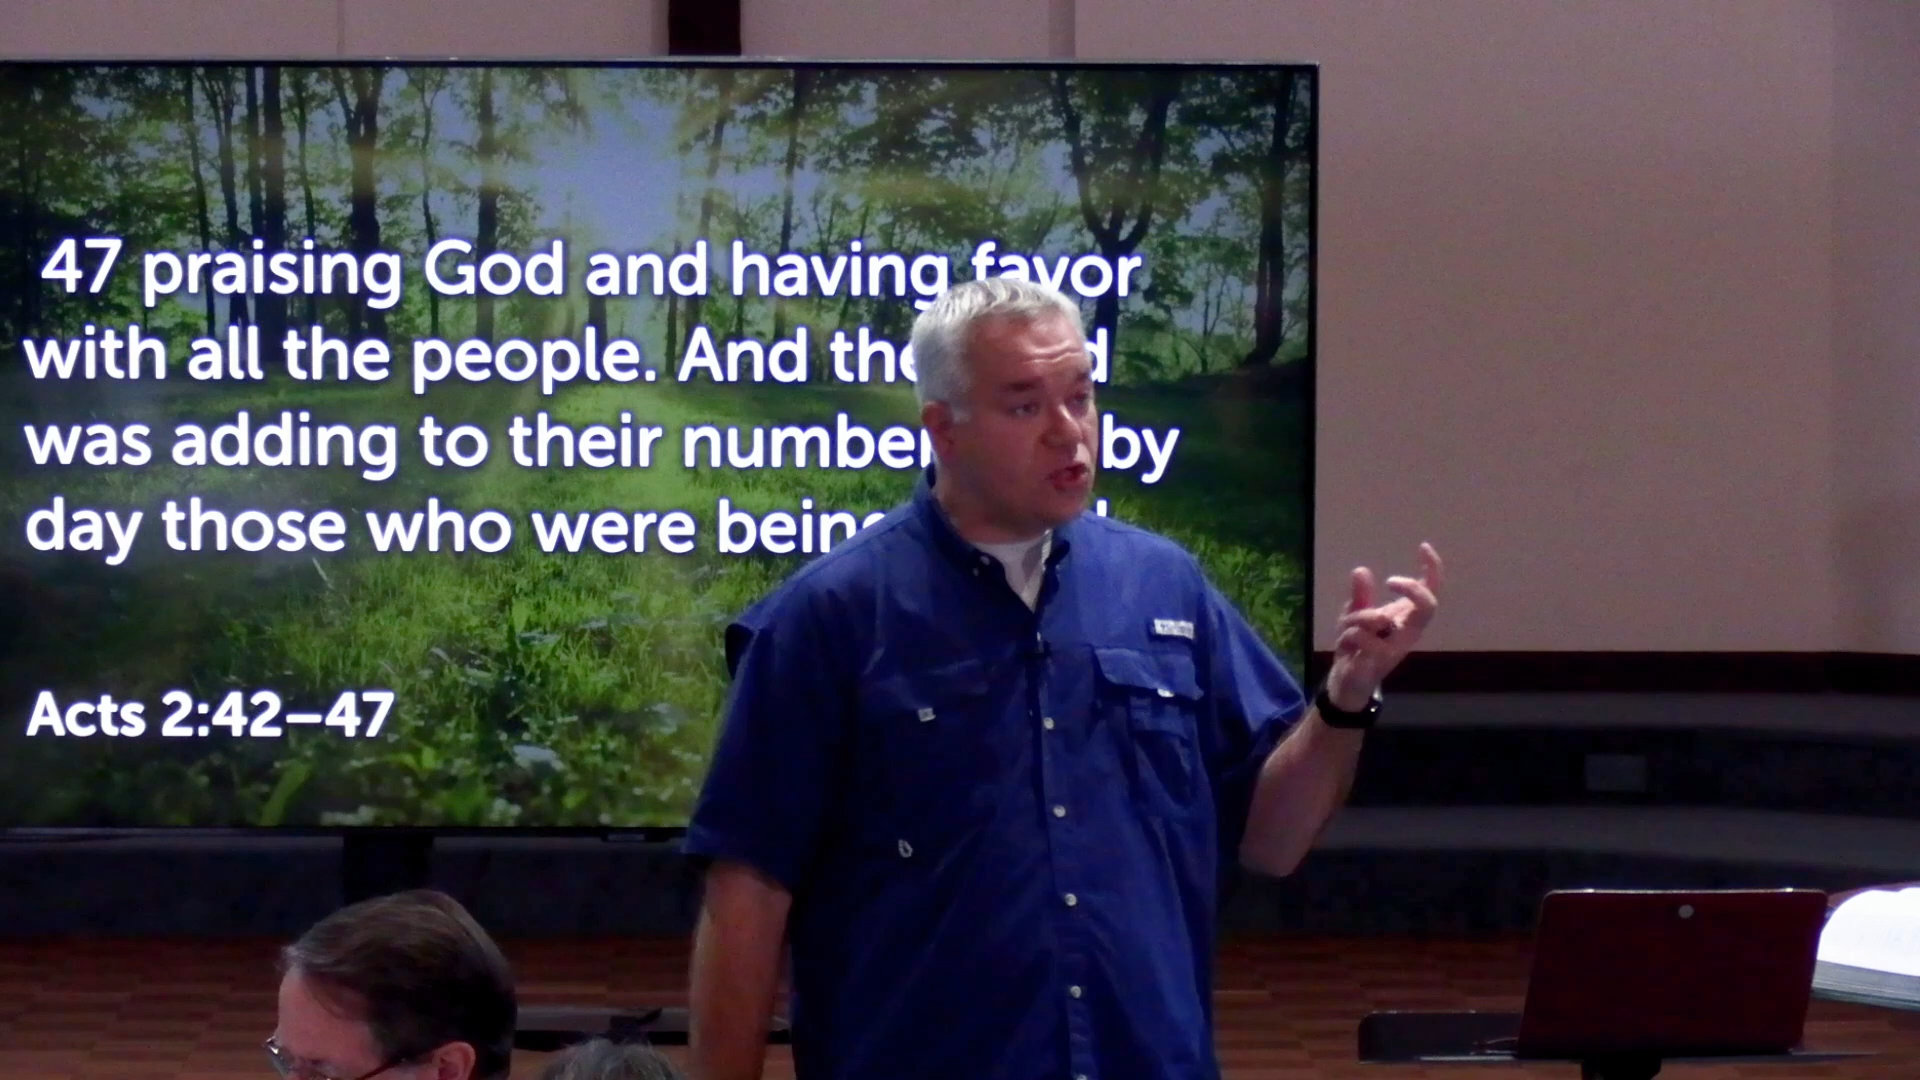 47 praising God and having favor
with all the people. And the
was adding to their number by
day those who were being
Acts 2:42–47